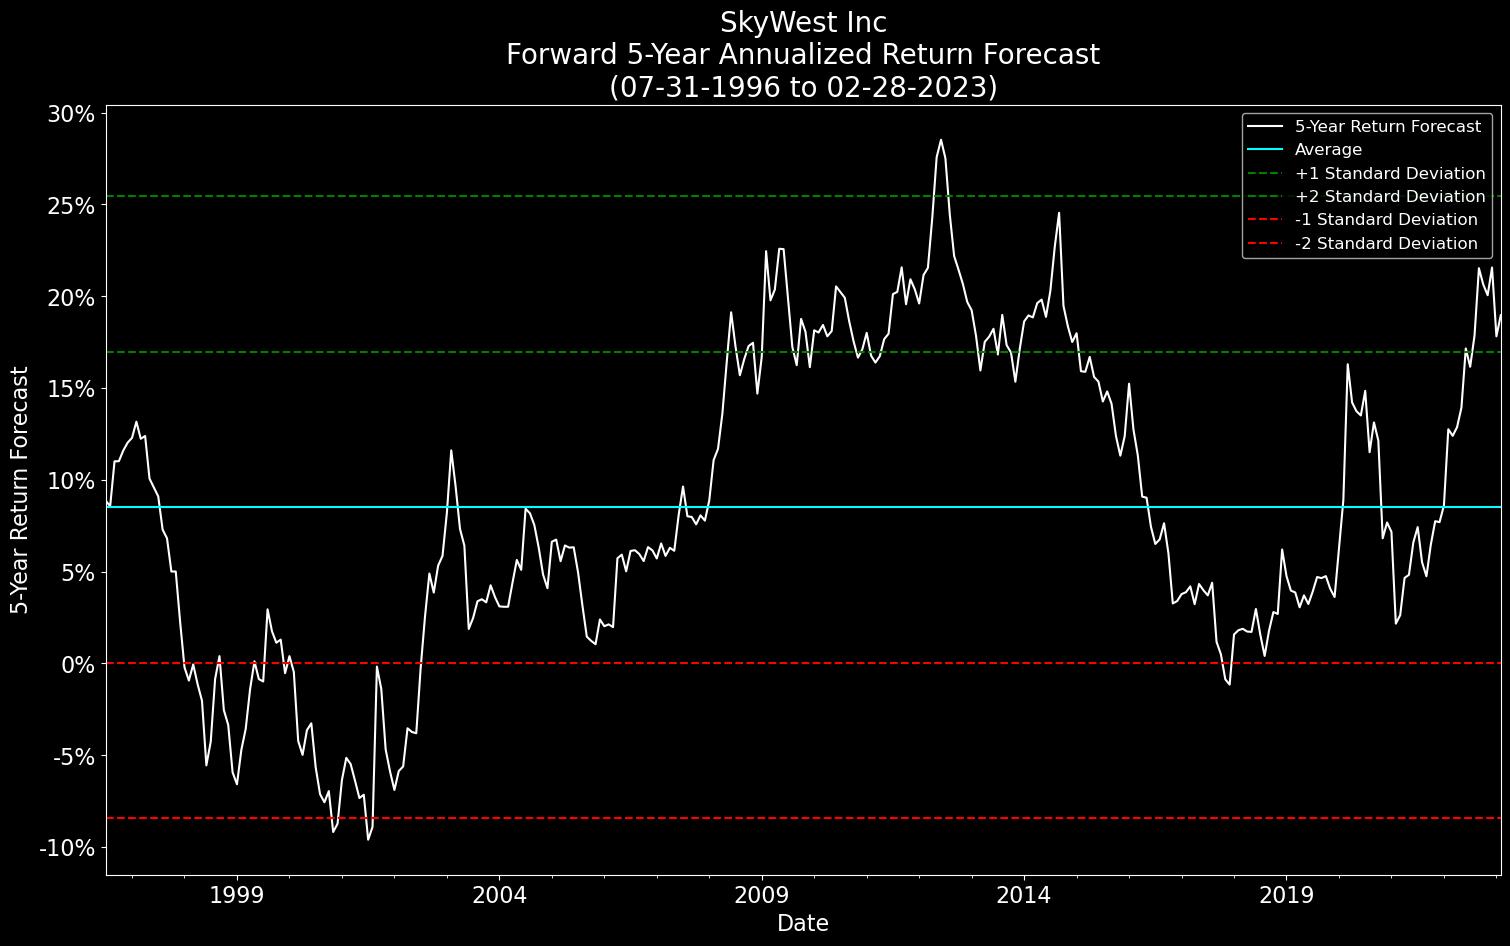 SkyWest Inc
Forward 5-Year Annualized Return Forecast
(07-31-1996 to 02-28-2023)
30%
25%
20%
15%
10%
5%
0%
-5%
-10%
5-Year Return Forecast
5-Year Return Forecast
Average
+1 Standard Deviation
+2 Standard Deviation
-1 Standard Deviation
-2 Standard Deviation
1999
2004
2009
2014
2019
Date